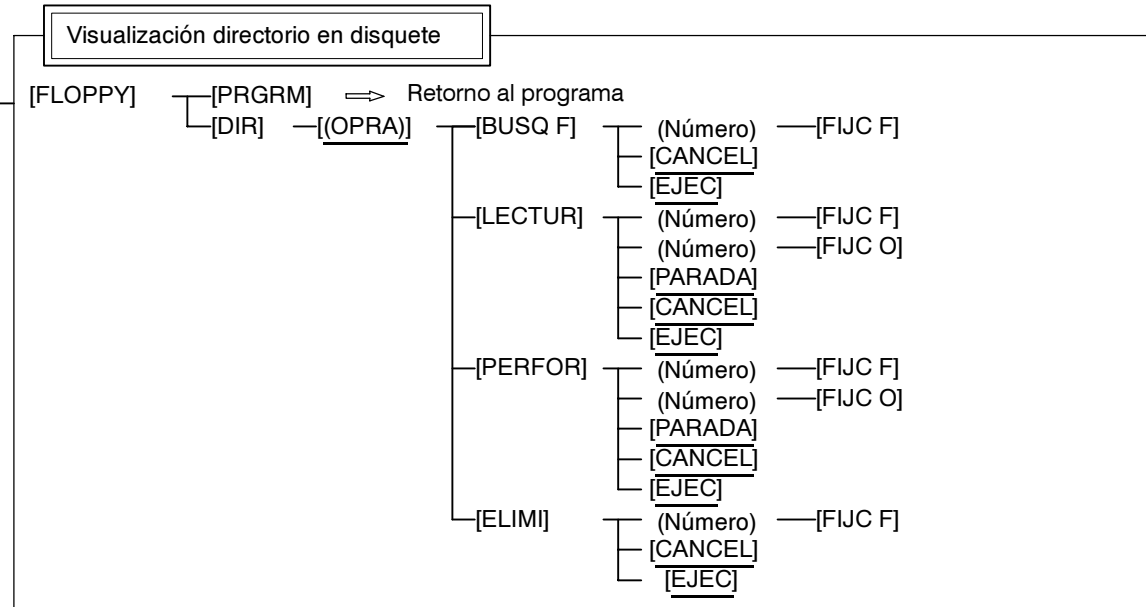 Visualización directorio en disquete
[FLOPPY] [PRGRM] ⇒ Retorno al programa
[DIR] [(OPRA)] [BUSQ F] (Número) [FIJC F]
[CANCEL]
[EJEC]
[LECTUR] (Número) [FIJC F]
(Número) [FIJC O]
[PARADA]
[CANCEL]
[EJEC]
[PERFOR] (Número) [FIJC F]
(Número) [FIJC O]
[PARADA]
[CANCEL]
[EJEC]
[ELIMI] (Número) [FIJC F]
[CANCEL]
[EJEC]